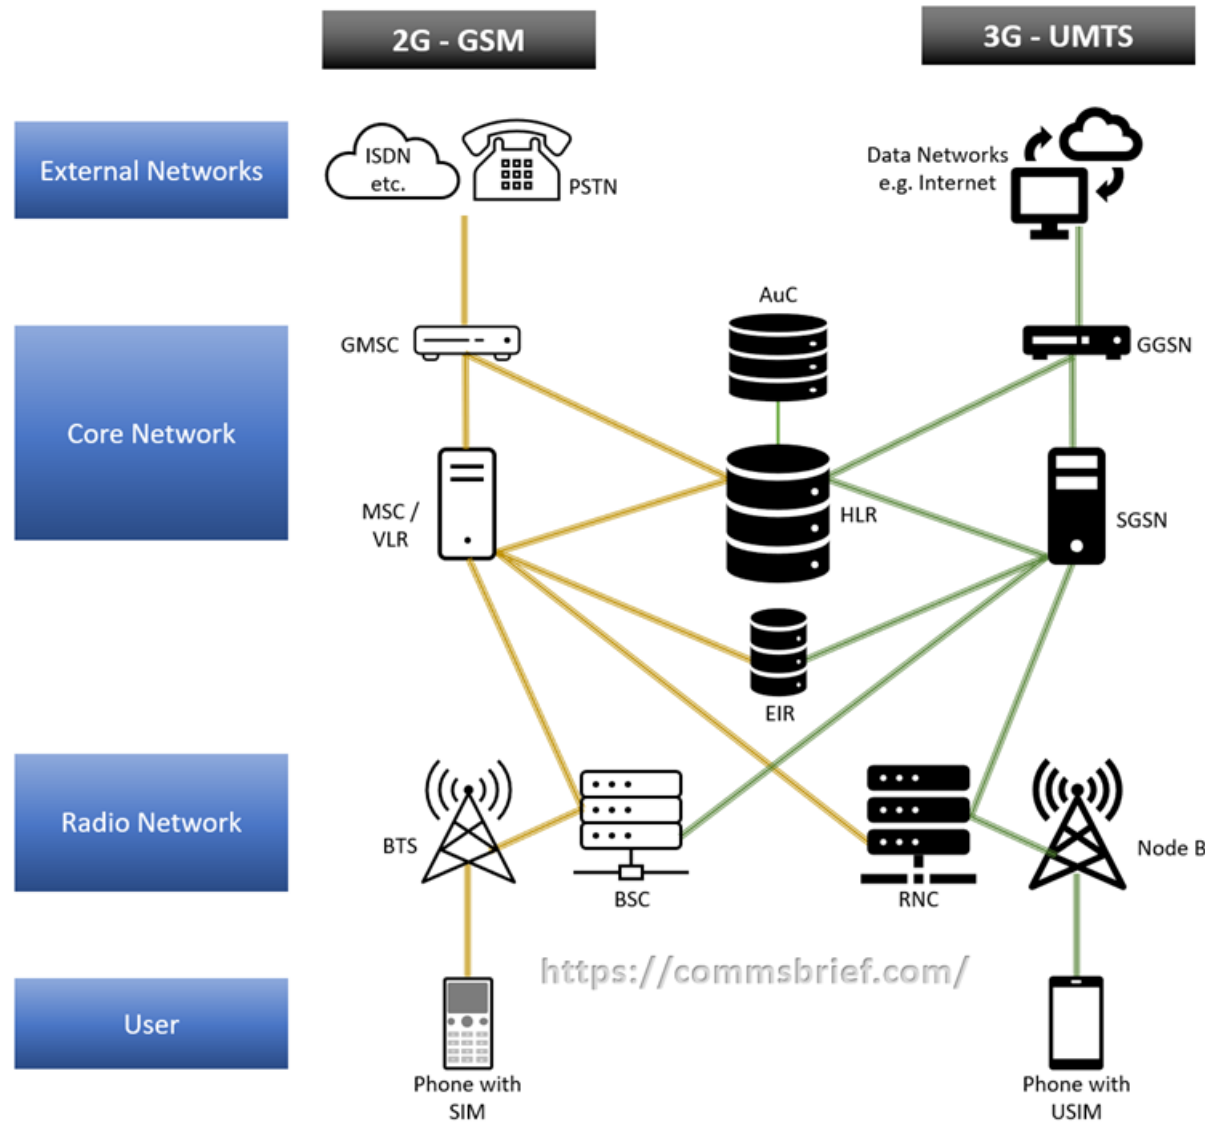 2G - GSM
3G - UMTS
External Networks
ISDN
etc.
PSTN
Data Networks
e.g. Internet
AuC
Core Network
GMSC
GGSN
MSC /
VLR
HLR
SGSN
EIR
Radio Network
BTS
BSC
RNC
Node B
https://commsbrief.com/
User
Phone with
SIM
Phone with
USIM